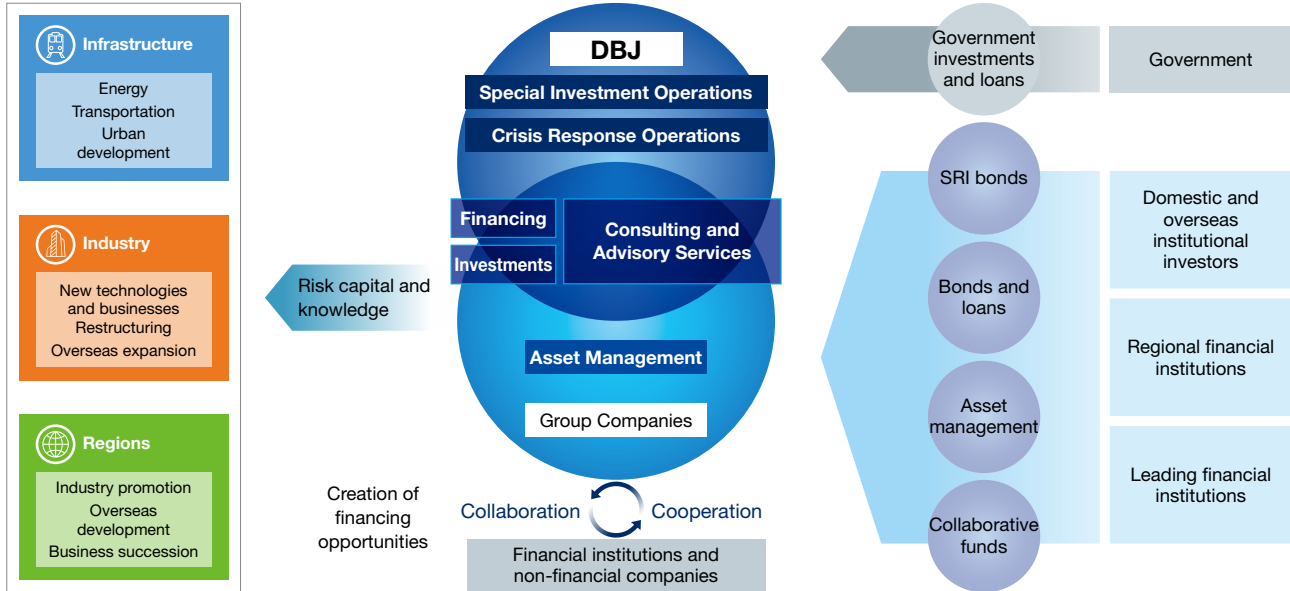 Infrastructure
Energy
Transportation
Urban
development
Industry
New technologies
and businesses
Restructuring
Overseas expansion
Regions
Industry promotion
Overseas
development
Business succession
Risk capital and
knowledge
Creation of
financing
opportunities
DBJ
Special Investment Operations
Crisis Response Operations
Financing
Investments
Consulting and
Advisory Services
Asset Management
Group Companies
Collaboration
Cooperation
Financial institutions and
non-financial companies
Government
investments
and loans
SRI bonds
Bonds and
loans
Asset
management
Collaborative
funds
Government
Domestic and
overseas
institutional
investors
Regional financial
institutions
Leading financial
institutions